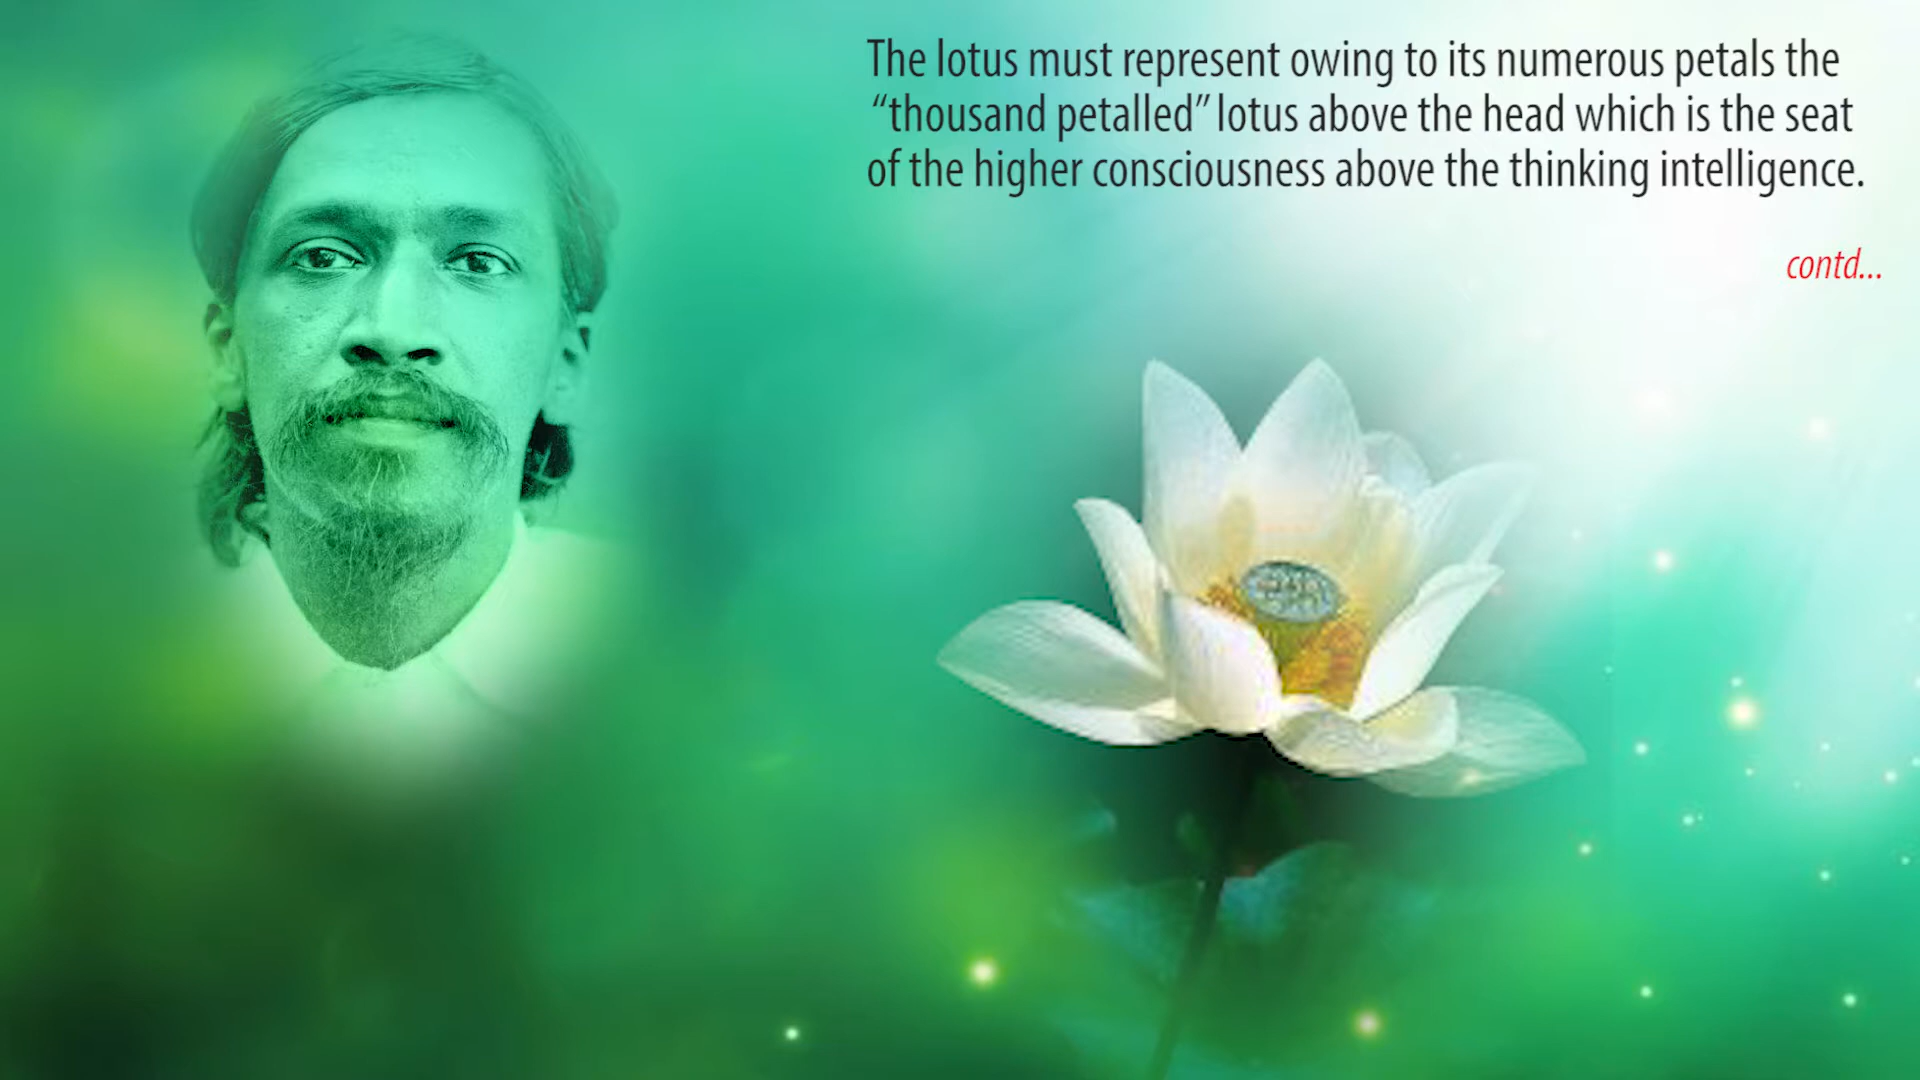 The lotus must represent owing to its numerous petals the
“thousand petalled” lotus above the head which is the seat
of the higher consciousness above the thinking intelligence.
contd...